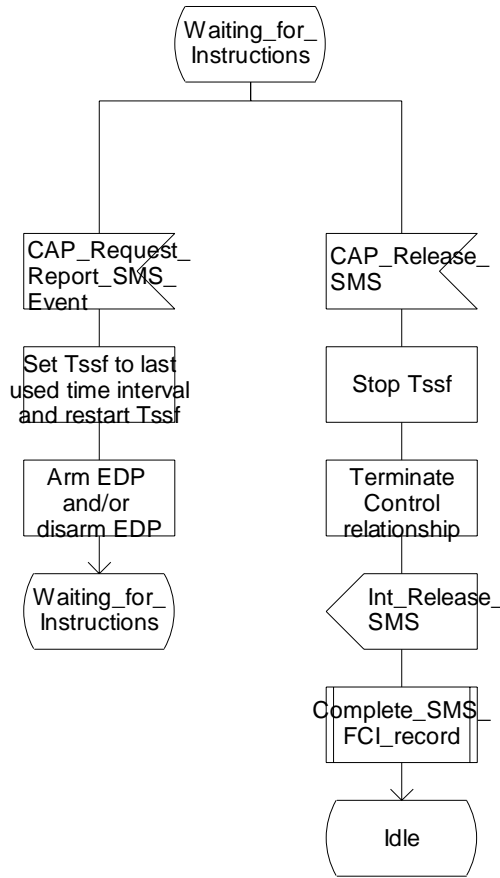 Waiting_for_
Instructions
CAP_Request_
Report_SMS_
Event
Set Tssf to last
used time interval
and restart Tssf
Arm EDP
and/or
disarm EDP
Waiting_for_
Instructions
CAP_Release_
SMS
Stop Tssf
Terminate
Control
relationship
Int_Release_
SMS
Complete_SMS_
FCI_record
Idle